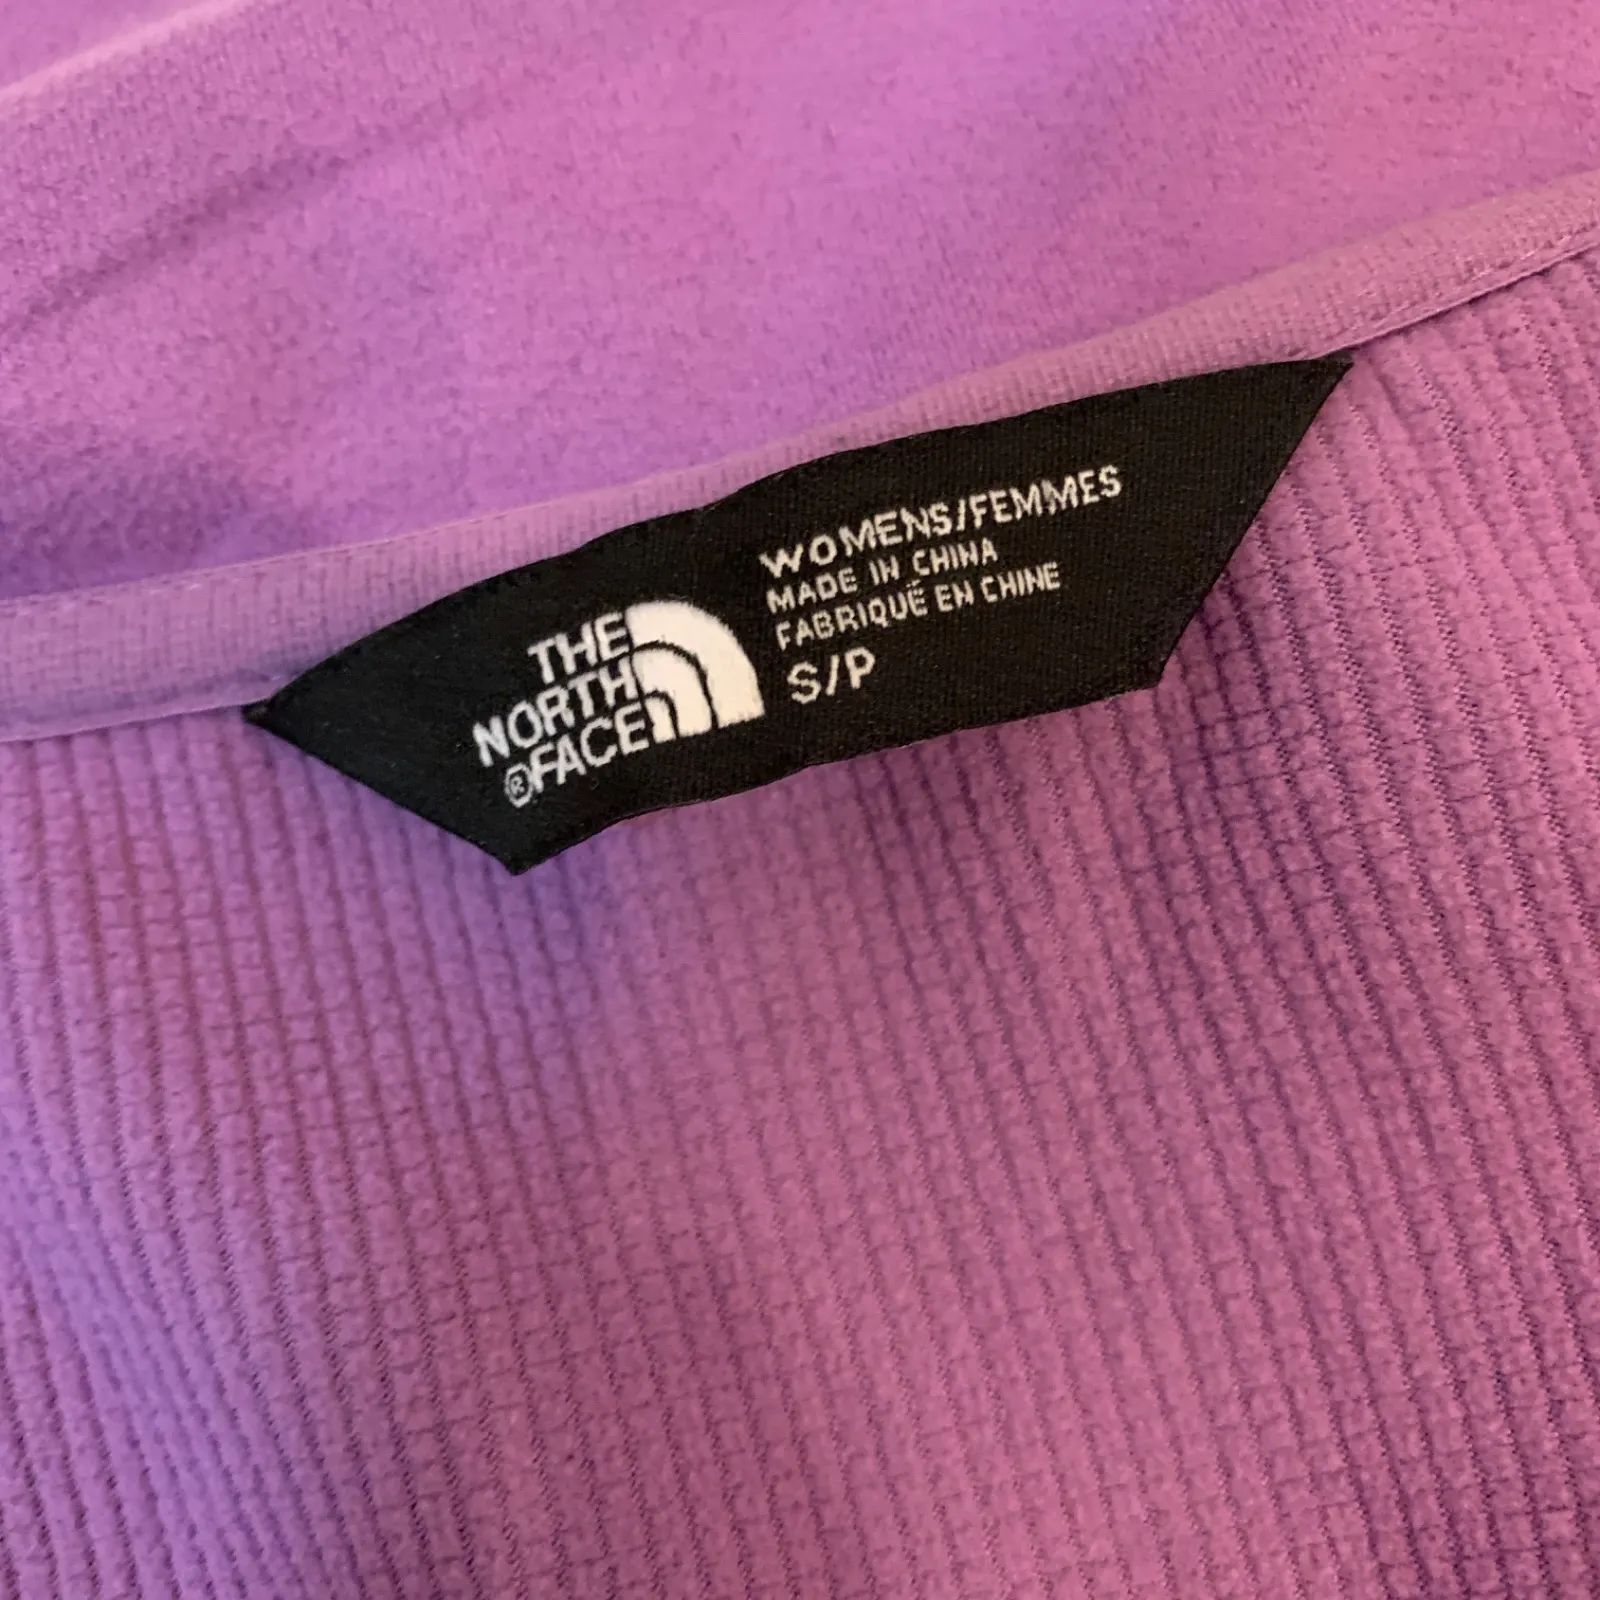 THE
NORTH
®FACE
WOMENS/FEMMES
MADE IN CHINA
FABRIQUÉ EN CHINE
S/P